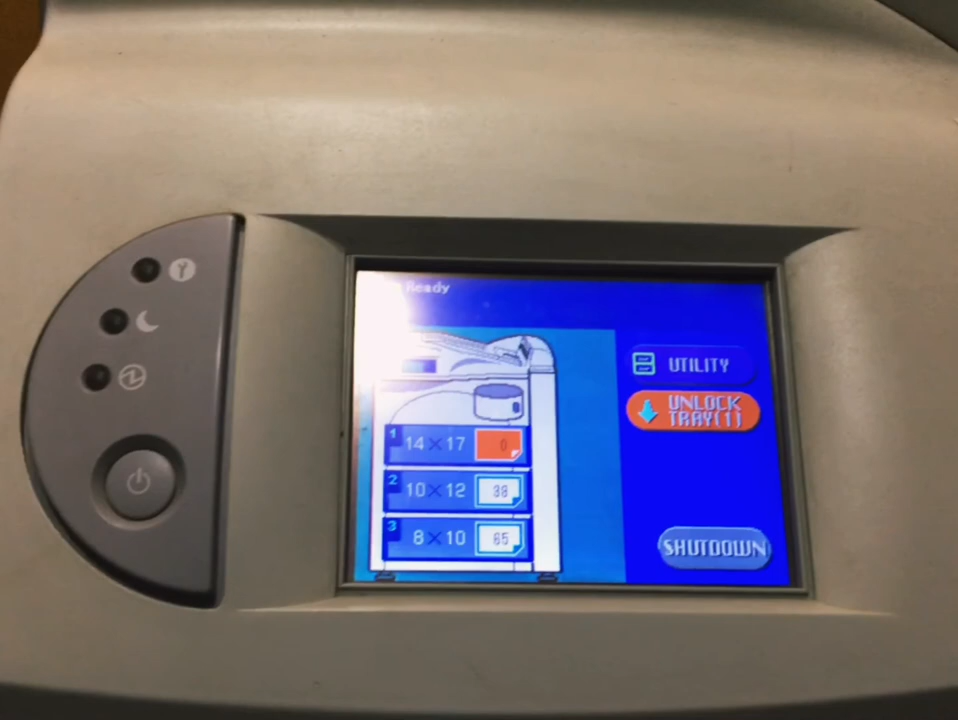 Ready
UTILITY
UNLOCK
TRAY(1)
1
14×17 0
2
10×12 38
3
8×10 65
SHUTDOWN